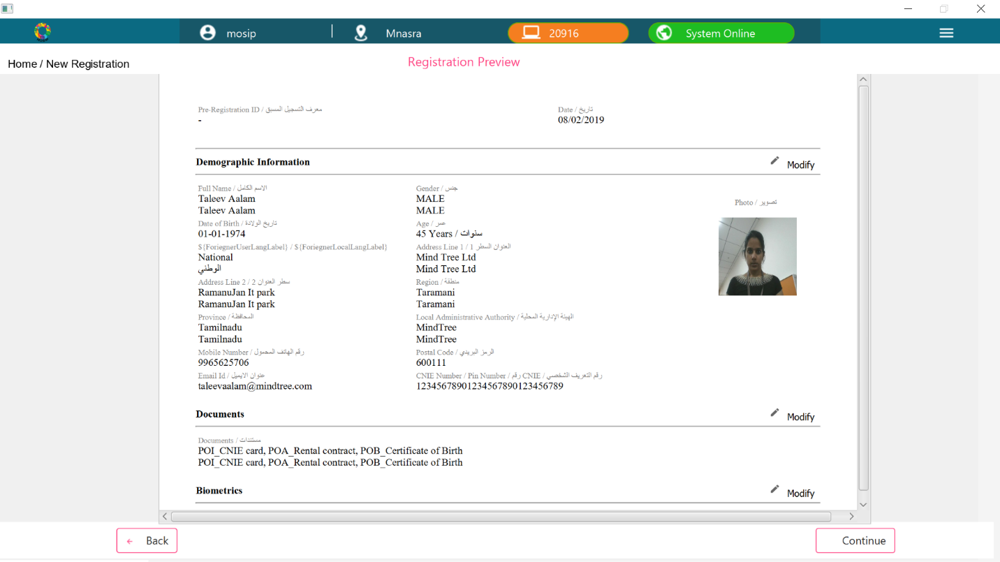 mosip | Mnasra 20916 System Online
Home / New Registration
Registration Preview
Pre-Registration ID / معرف التسجيل المسبق
-
Date / تاريخ
08/02/2019
Demographic Information
Modify
Full Name / الاسم الكامل
Taleev Aalam
Taleev Aalam
Gender / جنس
MALE
MALE
Photo / تصوير
Date of Birth / تاريخ الولادة
01-01-1974
Age / عمر
45 Years / سنوات
${ForiegnerUserLangLabel} / ${ForiegnerLocalLangLabel}
National
الوطني
Address Line 1 / العنوان السطر 1
Mind Tree Ltd
Mind Tree Ltd
Address Line 2 / سطر العنوان 2
RamanuJan It park
RamanuJan It park
Region / منطقة
Taramani
Taramani
Province / المحافظة
Tamilnadu
Tamilnadu
Local Administrative Authority / الهيئة الإدارية المحلية
MindTree
MindTree
Mobile Number / رقم الهاتف المحمول
9965625706
Postal Code / الرمز البريدي
600111
Email Id / عنوان الايميل
taleevaalam@mindtree.com
CNIE Number / Pin Number / رقم CNIE / رقم التعريف الشخصي
12345678901234567890123456789
Documents
Modify
Documents / مستندات
POI_CNIE card, POA_Rental contract, POB_Certificate of Birth
POI_CNIE card, POA_Rental contract, POB_Certificate of Birth
Biometrics
Modify
Back
Continue